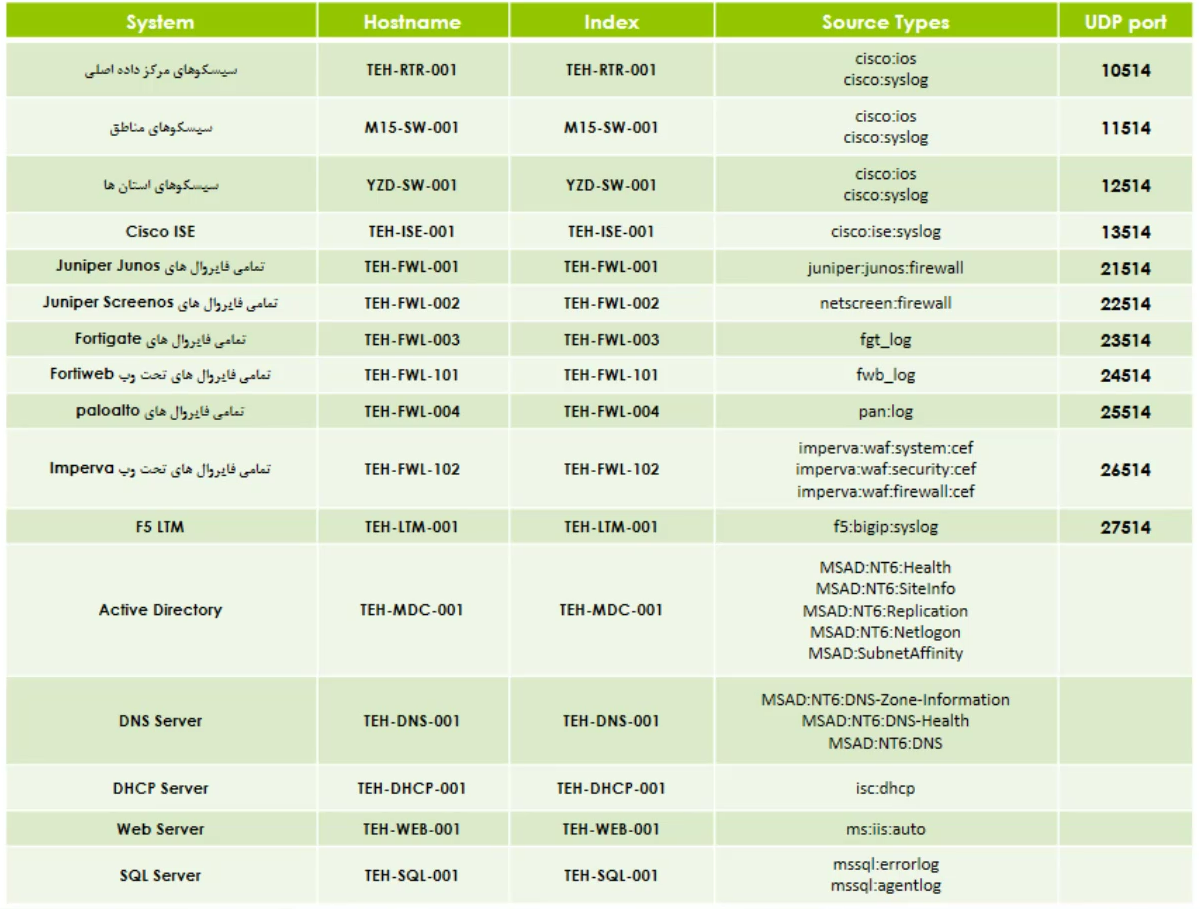 System Hostname Index Source Types UDP port
سیسکوهای مرکز داده اصلی TEH-RTR-001 TEH-RTR-001 cisco:ios 10514
cisco:syslog
سیسکوهای مناطق M15-SW-001 M15-SW-001 cisco:ios 11514
cisco:syslog
سیسکوهای استان ها YZD-SW-001 YZD-SW-001 cisco:ios 12514
cisco:syslog
Cisco ISE TEH-ISE-001 TEH-ISE-001 cisco:ise:syslog 13514
تمامی فایروال های Juniper Junos TEH-FWL-001 TEH-FWL-001 juniper:junos:firewall 21514
تمامی فایروال های Juniper Screenos TEH-FWL-002 TEH-FWL-002 netscreen:firewall 22514
تمامی فایروال های Fortigate TEH-FWL-003 TEH-FWL-003 fgt_log 23514
تمامی فایروال های تحت وب Fortiweb TEH-FWL-101 TEH-FWL-101 fwb_log 24514
تمامی فایروال های paloalto TEH-FWL-004 TEH-FWL-004 pan:log 25514
imperva:waf:system:cef
تمامی فایروال های تحت وب Imperva TEH-FWL-102 TEH-FWL-102 imperva:waf:security:cef 26514
imperva:waf:firewall:cef
F5 LTM TEH-LTM-001 TEH-LTM-001 f5:bigip:syslog 27514
MSAD:NT6:Health
MSAD:NT6:SiteInfo
Active Directory TEH-MDC-001 TEH-MDC-001 MSAD:NT6:Replication
MSAD:NT6:Netlogon
MSAD:SubnetAffinity
MSAD:NT6:DNS-Zone-Information
DNS Server TEH-DNS-001 TEH-DNS-001 MSAD:NT6:DNS-Health
MSAD:NT6:DNS
DHCP Server TEH-DHCP-001 TEH-DHCP-001 isc:dhcp
Web Server TEH-WEB-001 TEH-WEB-001 ms:iis:auto
SQL Server TEH-SQL-001 TEH-SQL-001 mssql:errorlog
mssql:agentlog